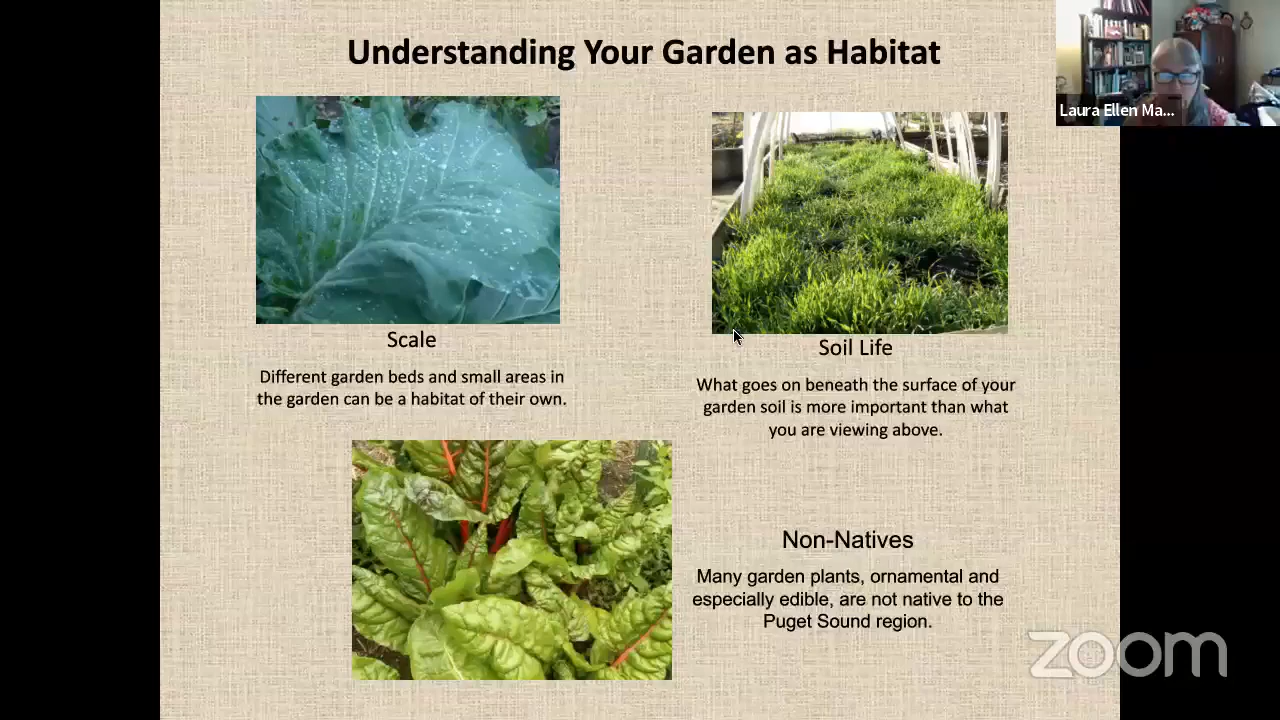 Understanding Your Garden as Habitat
Laura Ellen Ma...
Scale
Different garden beds and small areas in
the garden can be a habitat of their own.
Soil Life
What goes on beneath the surface of your
garden soil is more important than what
you are viewing above.
Non-Natives
Many garden plants, ornamental and
especially edible, are not native to the
Puget Sound region.
zoom